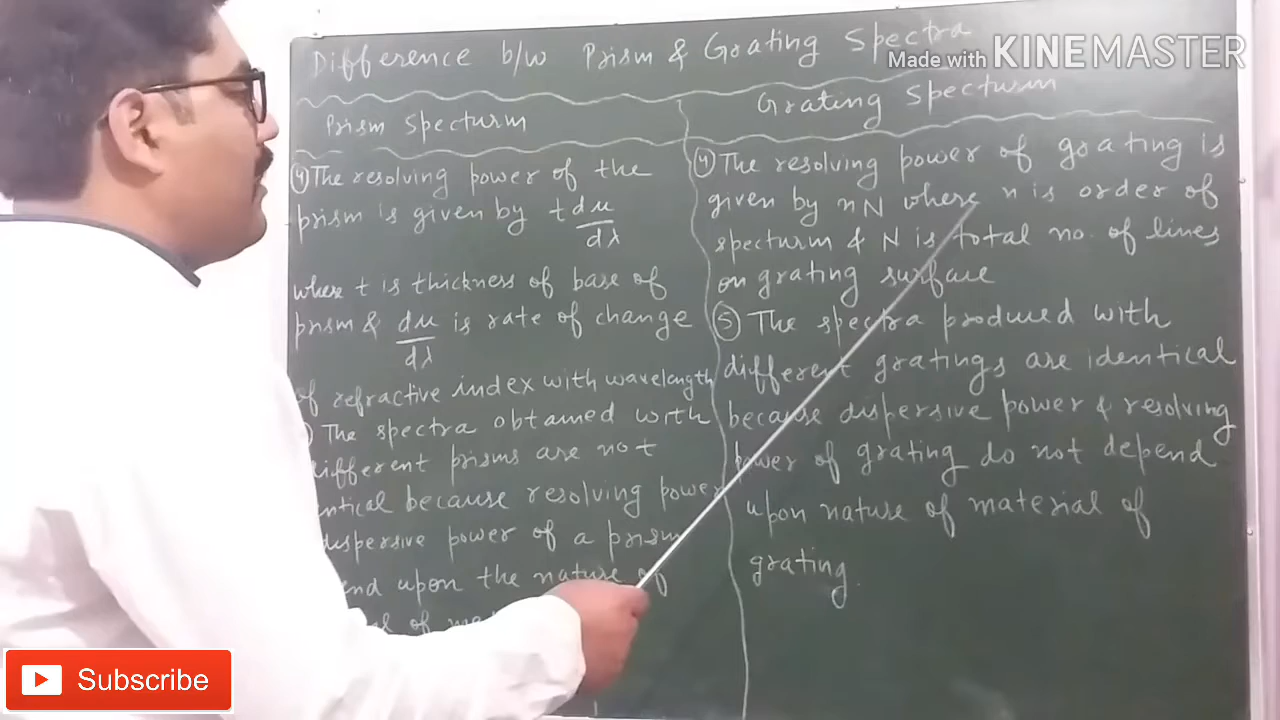 Difference b/w Prism & Grating Spectra
Made with KINEMASTER
Prism Specturm
④ The resolving power of the
prism is given by t dμ/dλ
where t is thickness of base of
prism & dμ/dλ is rate of change
of refractive index with wavelength
The spectra obtained with
different prisms are not
because resolving power
dispersive power of a prism
upon the nature of
of
Grating Specturm
④ The resolving power of grating is
given by nN where n is order of
specturm & N is total no. of lines
on grating surface
⑤ The spectra produced with
different gratings are identical
because dispersive power & resolving
power of grating do not depend
upon nature of material of
grating.
Subscribe